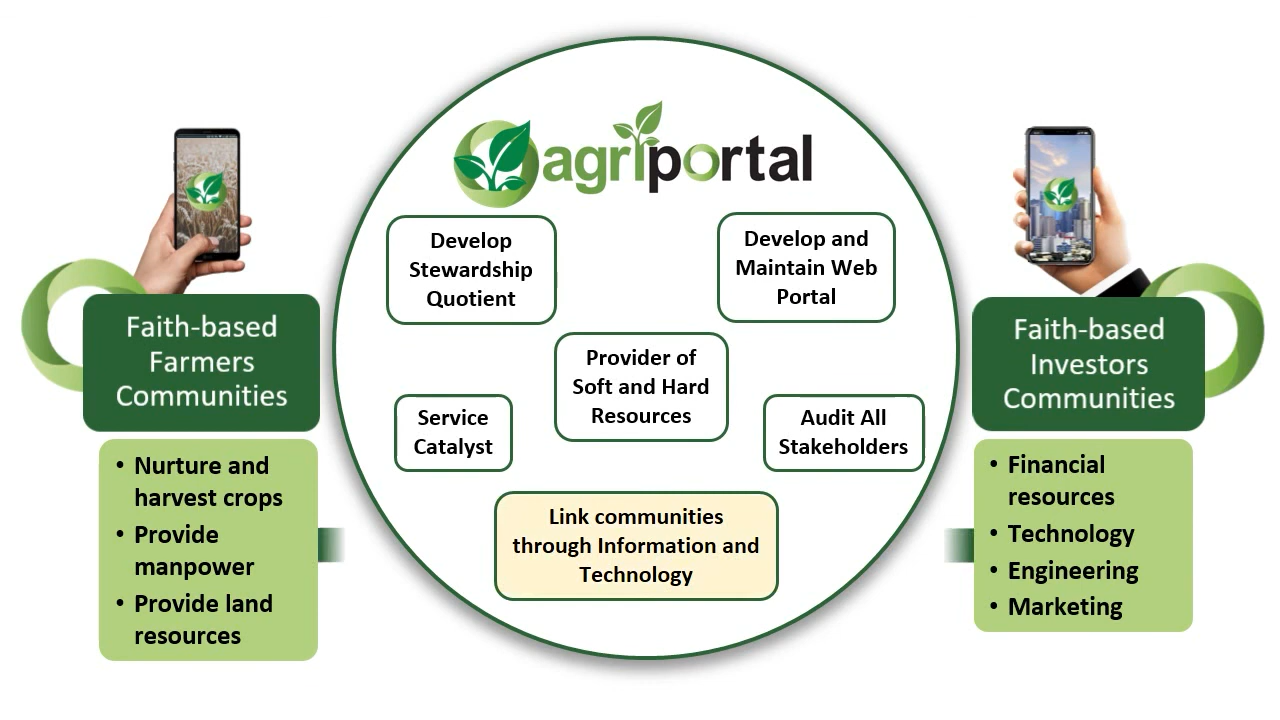 agriportal
Develop
Stewardship
Quotient
Develop and
Maintain Web
Portal
Provider of
Soft and Hard
Resources
Service
Catalyst
Audit All
Stakeholders
Link communities
through Information and
Technology
Faith-based
Farmers
Communities
• Nurture and
harvest crops
• Provide
manpower
• Provide land
resources
Faith-based
Investors
Communities
• Financial
resources
• Technology
• Engineering
• Marketing